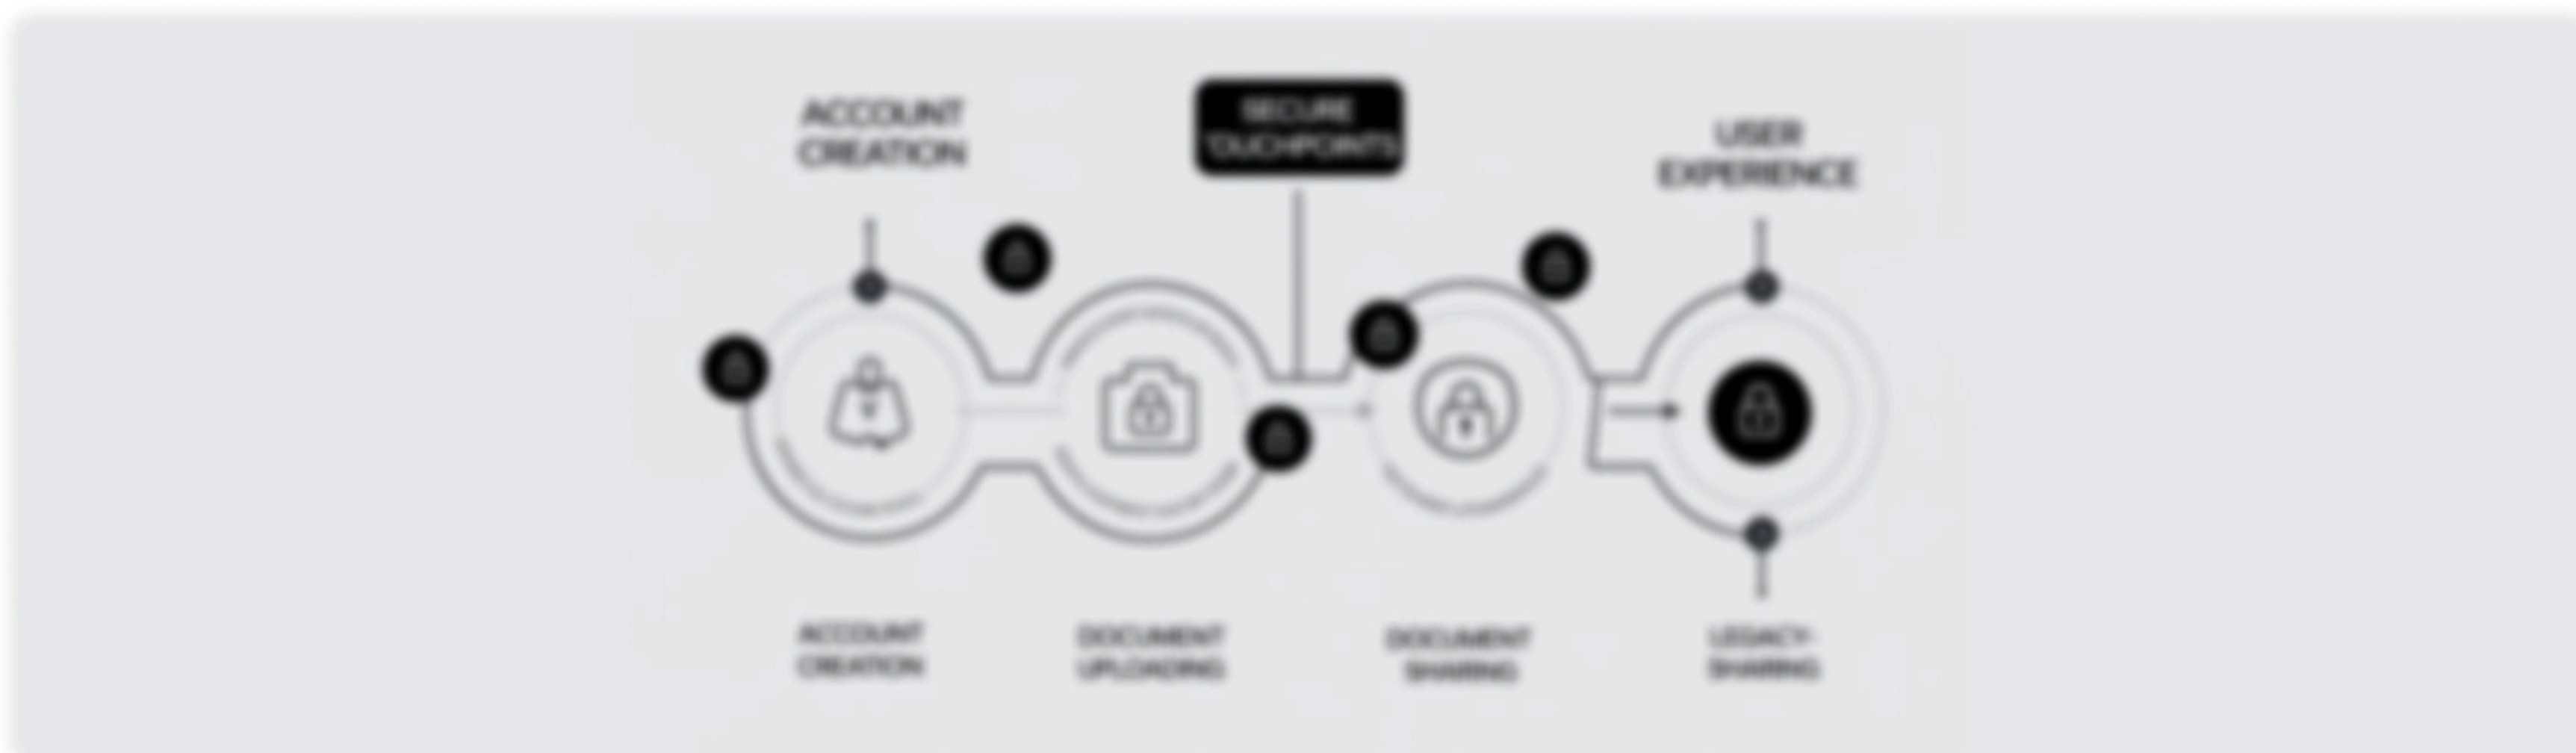 ACCOUNT
CREATION
SECURE
TOUCHPOINTS
USER
EXPERIENCE
ACCOUNT
CREATION
DOCUMENT
UPLOADING
DOCUMENT
SHARING
LEGACY-
SHARING